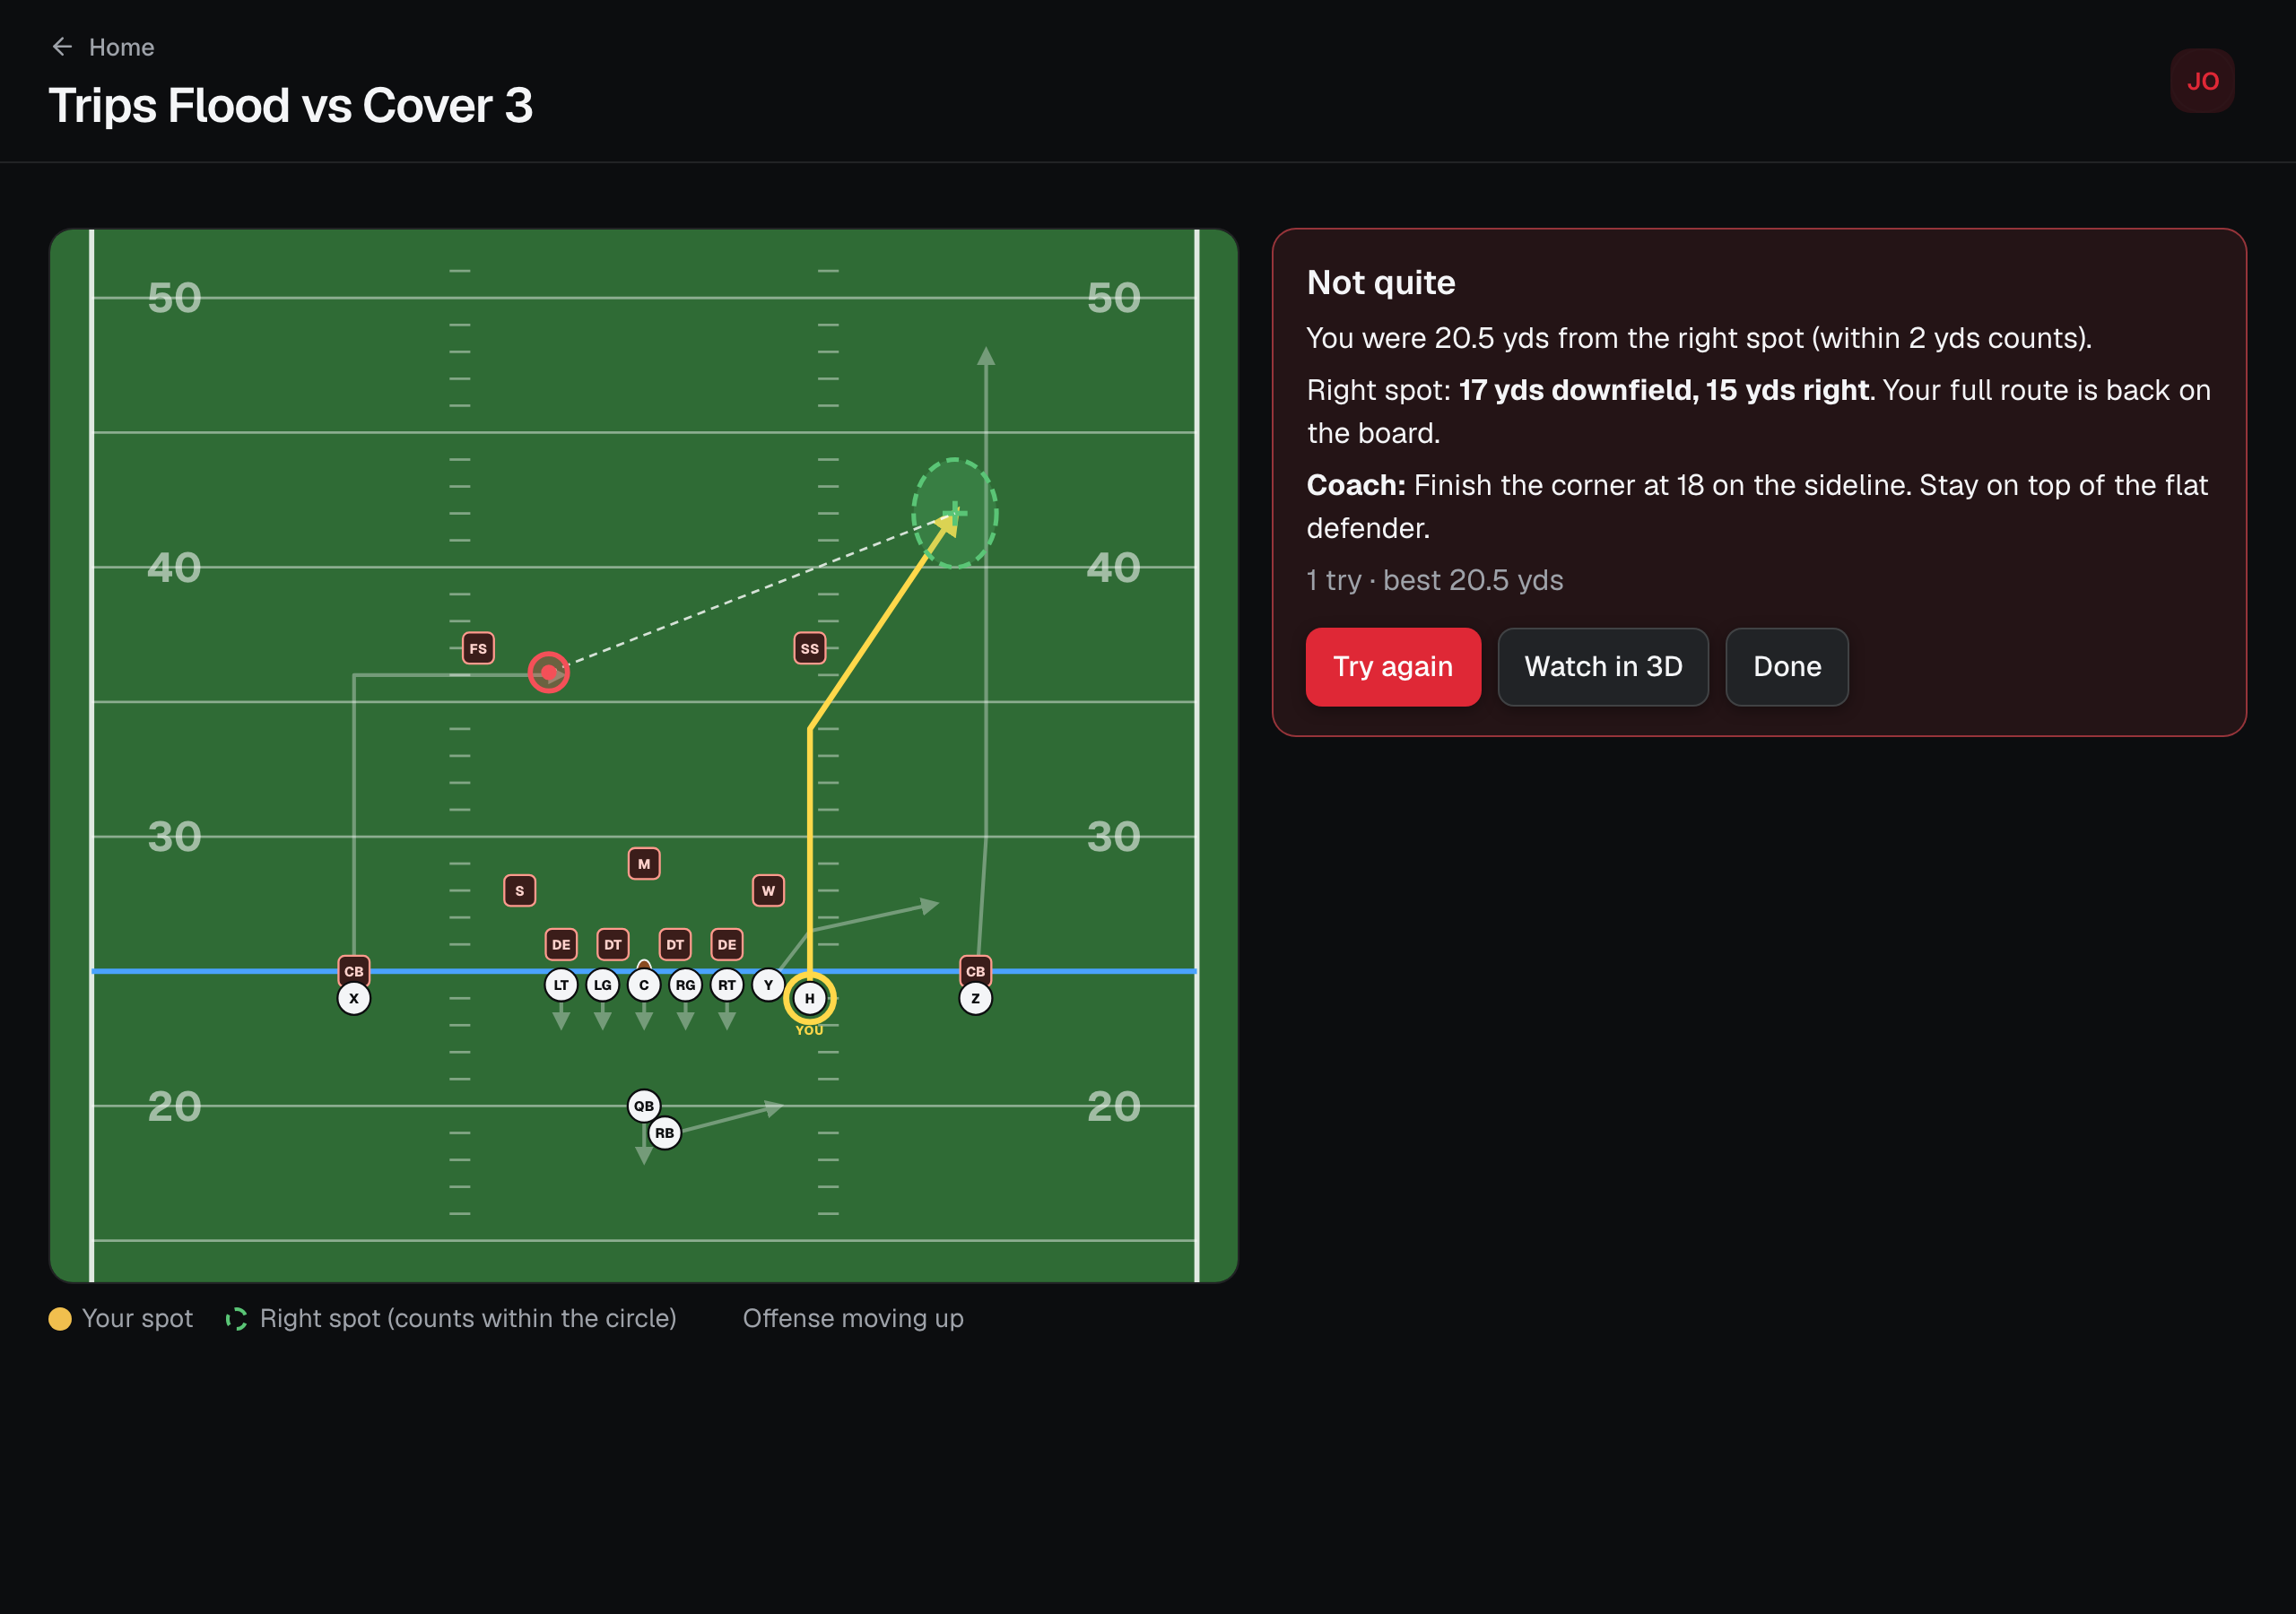 Home
Trips Flood vs Cover 3
JO
50 50
40 40
FS SS
30 30
M
S W
DE DT DT DE
CB CB
LT LG C RG RT Y
X H Z
YOU
20 QB 20
RB
Your spot Right spot (counts within the circle) Offense moving up
Not quite
You were 20.5 yds from the right spot (within 2 yds counts).
Right spot: 17 yds downfield, 15 yds right. Your full route is back on
the board.
Coach: Finish the corner at 18 on the sideline. Stay on top of the flat
defender.
1 try · best 20.5 yds
Try again Watch in 3D Done